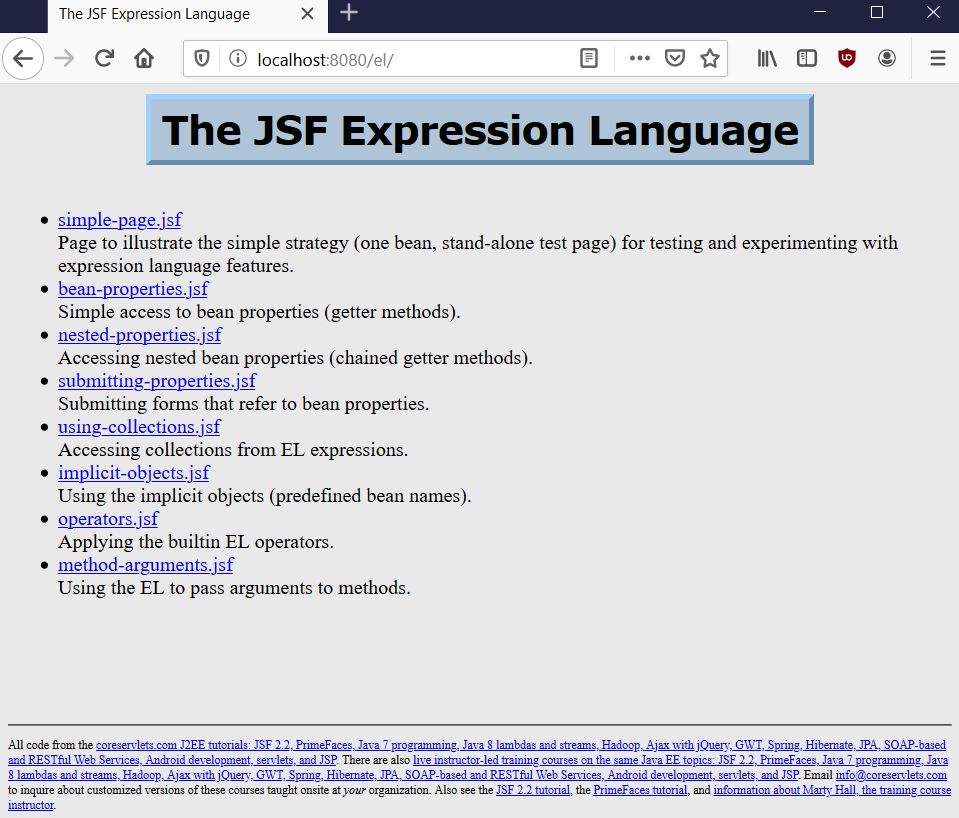 The JSF Expression Language
localhost:8080/el/
The JSF Expression Language
simple-page.jsf
Page to illustrate the simple strategy (one bean, stand-alone test page) for testing and experimenting with
expression language features.
bean-properties.jsf
Simple access to bean properties (getter methods).
nested-properties.jsf
Accessing nested bean properties (chained getter methods).
submitting-properties.jsf
Submitting forms that refer to bean properties.
using-collections.jsf
Accessing collections from EL expressions.
implicit-objects.jsf
Using the implicit objects (predefined bean names).
operators.jsf
Applying the builtin EL operators.
method-arguments.jsf
Using the EL to pass arguments to methods.
All code from the coreservlets.com J2EE tutorials: JSF 2.2, PrimeFaces, Java 7 programming, Java 8 lambdas and streams, Hadoop, Ajax with jQuery, GWT, Spring, Hibernate, JPA, SOAP-based
and RESTful Web Services, Android development, servlets, and JSP. There are also live instructor-led training courses on the same Java EE topics: JSF 2.2, PrimeFaces, Java 7 programming, Java
8 lambdas and streams, Hadoop, Ajax with jQuery, GWT, Spring, Hibernate, JPA, SOAP-based and RESTful Web Services, Android development, servlets, and JSP. Email info@coreservlets.com
to inquire about customized versions of these courses taught onsite at your organization. Also see the JSF 2.2 tutorial, the PrimeFaces tutorial, and information about Marty Hall, the training course
instructor.